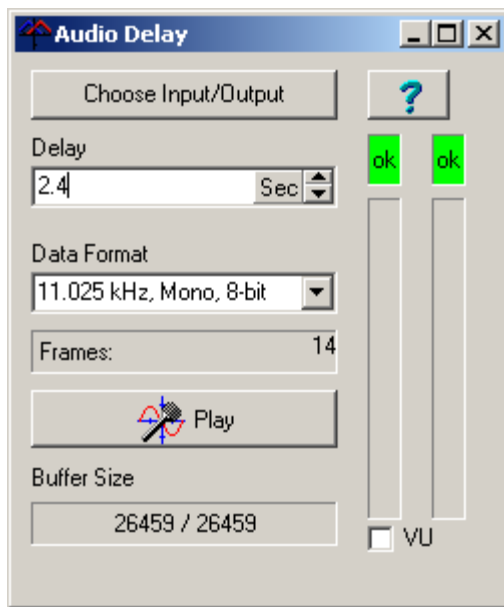 Audio Delay
Choose Input/Output
?
Delay
ok ok
2.4 Sec
Data Format
11.025 kHz, Mono, 8-bit
Frames: 14
Play
Buffer Size
26459 / 26459
VU